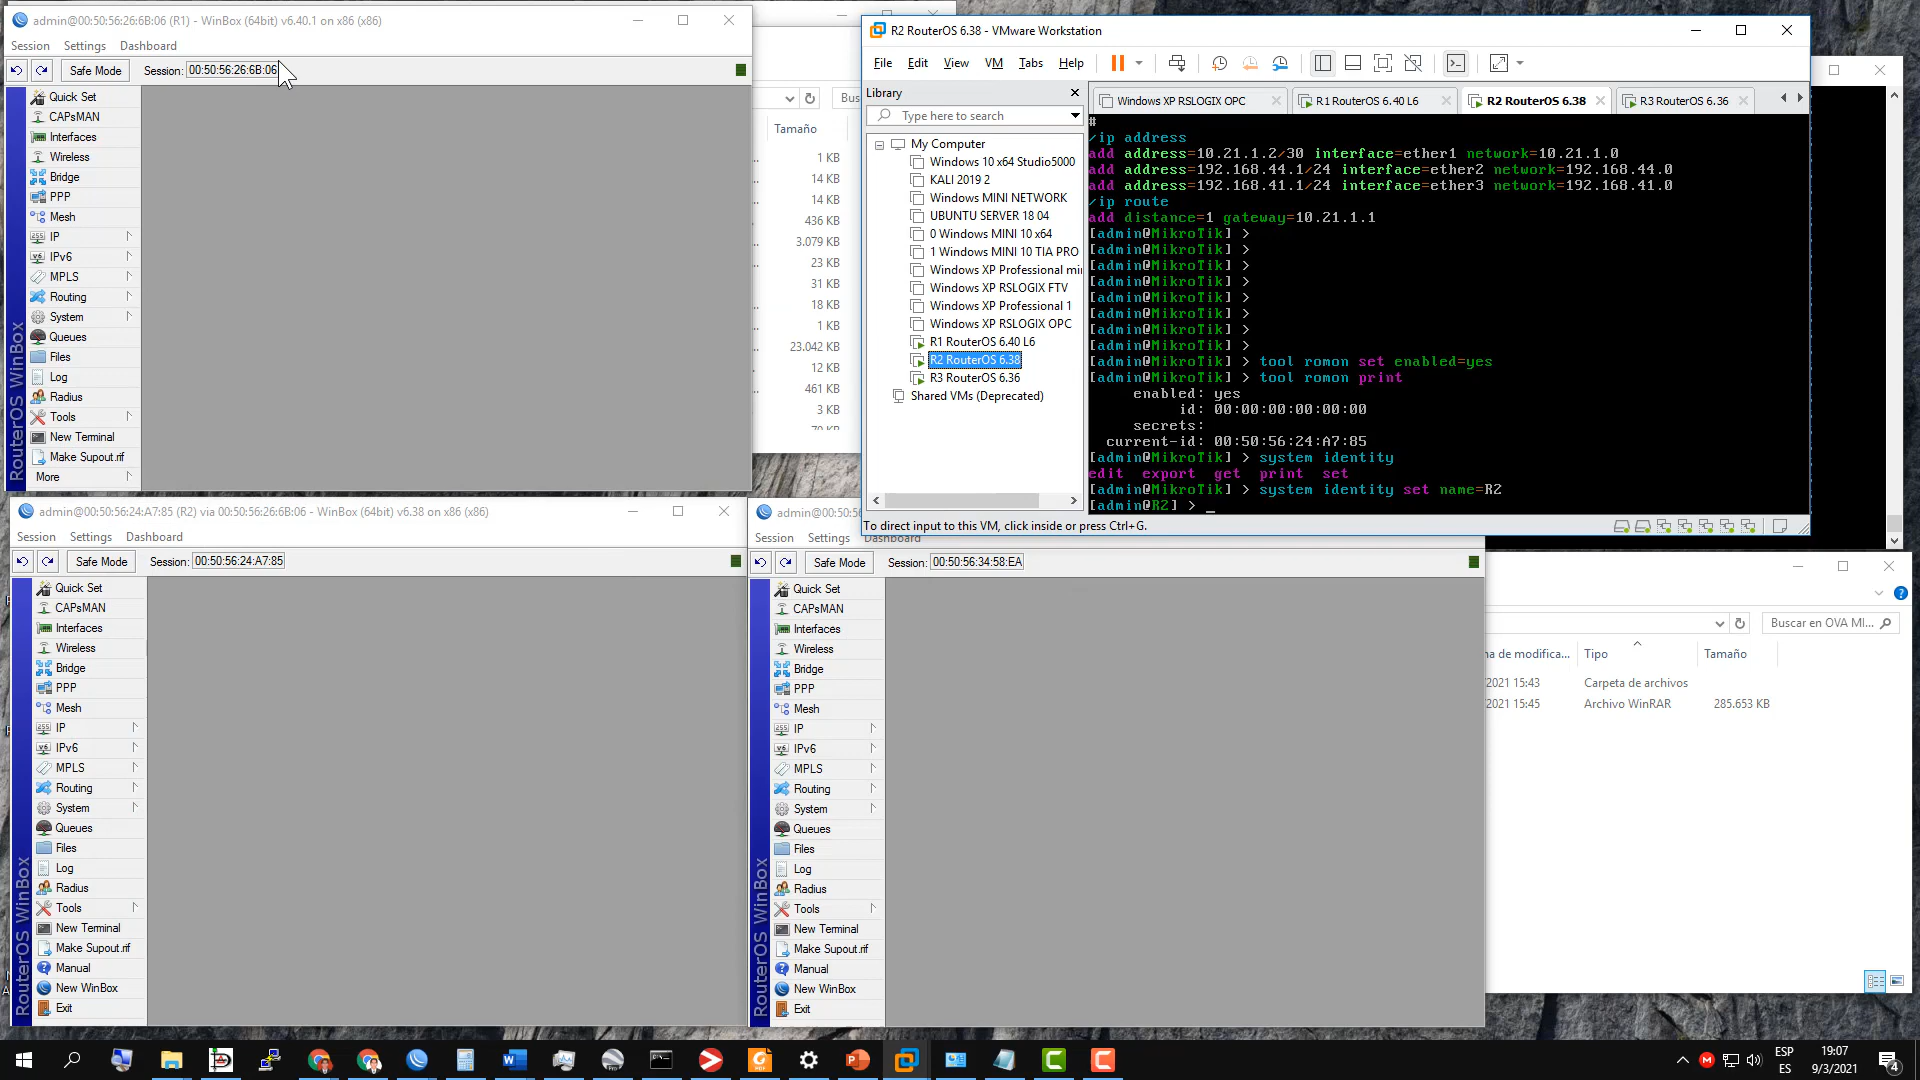 admin@00:50:56:26:6B:06 (R1) - WinBox (64bit) v6.40.1 on x86 (x86)
Session Settings Dashboard
Safe Mode Session: 00:50:56:26:6B:06
Quick Set
CAPsMAN
Interfaces
Wireless
Bridge
PPP
Mesh
IP
IPv6
MPLS
Routing
System
Queues
Files
Log
Radius
Tools
New Terminal
Make Supout.rif
More
RouterOS WinBox
Bus
Tamaño
1 KB
14 KB
14 KB
436 KB
3.079 KB
23 KB
31 KB
18 KB
1 KB
23.042 KB
12 KB
461 KB
3 KB
R2 RouterOS 6.38 - VMware Workstation
File Edit View VM Tabs Help
Library
Type here to search
My Computer
Windows 10 x64 Studio5000
KALI 2019 2
Windows MINI NETWORK
UBUNTU SERVER 18 04
0 Windows MINI 10 x64
1 Windows MINI 10 TIA PRO
Windows XP Professional mi
Windows XP RSLOGIX FTV
Windows XP Professional 1
Windows XP RSLOGIX OPC
R1 RouterOS 6.40 L6
R2 RouterOS 6.38
R3 RouterOS 6.36
Shared VMs (Deprecated)
Windows XP RSLOGIX OPC R1 RouterOS 6.40 L6 R2 RouterOS 6.38 R3 RouterOS 6.36
#
/ip address
add address=10.21.1.2/30 interface=ether1 network=10.21.1.0
add address=192.168.44.1/24 interface=ether2 network=192.168.44.0
add address=192.168.41.1/24 interface=ether3 network=192.168.41.0
/ip route
add distance=1 gateway=10.21.1.1
[admin@MikroTik] >
[admin@MikroTik] >
[admin@MikroTik] >
[admin@MikroTik] >
[admin@MikroTik] >
[admin@MikroTik] >
[admin@MikroTik] >
[admin@MikroTik] >
[admin@MikroTik] > tool romon set enabled=yes
[admin@MikroTik] > tool romon print
enabled: yes
id: 00:00:00:00:00:00
secrets:
current-id: 00:50:56:24:A7:85
[admin@MikroTik] > system identity
edit export get print set
[admin@MikroTik] > system identity set name=R2
[admin@R2] > _
To direct input to this VM, click inside or press Ctrl+G.
admin@00:50:56:24:A7:85 (R2) via 00:50:56:26:6B:06 - WinBox (64bit) v6.38 on x86 (x86)
Session Settings Dashboard
Safe Mode Session: 00:50:56:24:A7:85
Quick Set
CAPsMAN
Interfaces
Wireless
Bridge
PPP
Mesh
IP
IPv6
MPLS
Routing
System
Queues
Files
Log
Radius
Tools
New Terminal
Make Supout.rif
Manual
New WinBox
Exit
RouterOS WinBox
admin@00:50:56
Session Settings Dashboard
Safe Mode Session: 00:50:56:34:58:EA
Quick Set
CAPsMAN
Interfaces
Wireless
Bridge
PPP
Mesh
IP
IPv6
MPLS
Routing
System
Queues
Files
Log
Radius
Tools
New Terminal
Make Supout.rif
Manual
New WinBox
Exit
RouterOS WinBox
Buscar en OVA MI...
ha de modifica... Tipo Tamaño
2021 15:43 Carpeta de archivos
2021 15:45 Archivo WinRAR 285.653 KB
ESP
ES
19:07
9/3/2021
4